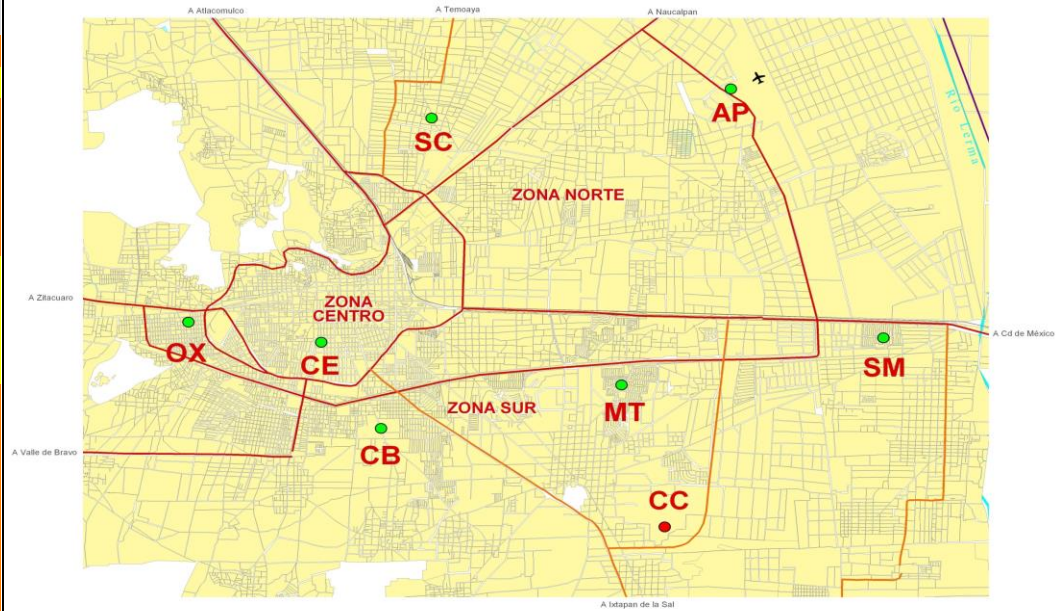 A Atlacomulco
A Temoaya
A Naucalpan
Río Lerma
AP
SC
ZONA NORTE
A Zitacuaro
ZONA
CENTRO
A Cd de México
OX
CE
SM
ZONA SUR
MT
CB
A Valle de Bravo
CC
A Ixtapan de la Sal